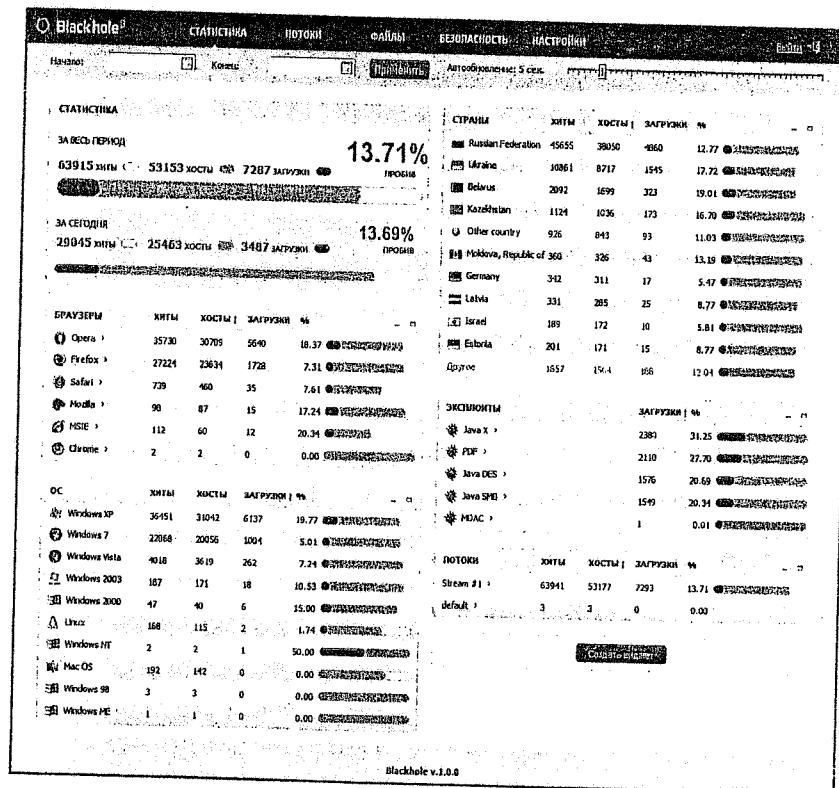 Blackhole β
СТАТИСТИКА ПОТОКИ ФАЙЛЫ БЕЗОПАСНОСТЬ НАСТРОЙКИ
Начало: Конец: Применить Автообновление: 5 сек.
СТАТИСТИКА
ЗА ВЕСЬ ПЕРИОД
13.71%
ПРОБИВ
63915 хиты 53153 хосты 7287 ЗАГРУЗКИ
ЗА СЕГОДНЯ
13.69%
ПРОБИВ
29045 хиты 25463 хосты 3487 ЗАГРУЗКИ
БРАУЗЕРЫ ХИТЫ ХОСТЫ ЗАГРУЗКИ %
Opera 35730 30709 5640 18.37
Firefox 27224 23634 1728 7.31
Safari 739 460 35 7.61
Mozilla 98 87 15 17.24
MSIE 112 60 12 20.34
Chrome 2 2 0 0.00
ОС ХИТЫ ХОСТЫ ЗАГРУЗКИ %
Windows XP 36451 31042 6137 19.77
Windows 7 22868 20056 1004 5.01
Windows Vista 4018 3619 262 7.24
Windows 2003 187 171 18 10.53
Windows 2000 47 40 6 15.00
Linux 168 115 2 1.74
Windows NT 2 2 1 50.00
Mac OS 192 142 0 0.00
Windows 98 3 3 0 0.00
Windows ME 1 1 0 0.00
СТРАНЫ ХИТЫ ХОСТЫ ЗАГРУЗКИ %
Russian Federation 45655 38050 4860 12.77
Ukraine 10861 8717 1545 17.72
Belarus 2092 1699 323 19.01
Kazakhstan 1124 1036 173 16.70
Other country 926 843 93 11.03
Moldova, Republic of 360 326 43 13.19
Germany 342 311 17 5.47
Latvia 331 285 25 8.77
Israel 189 172 10 5.81
Estonia 201 171 15 8.77
Другое 1857 12.04
ЭКСПЛОИТЫ ЗАГРУЗКИ %
Java X 31.25
PDF 2110 27.70
Java DES 1576 20.69
Java SMB 1549 20.34
MDAC 1 0.01
ПОТОКИ ХИТЫ ХОСТЫ ЗАГРУЗКИ %
Stream #1 63941 53177 7293 13.71
default 3 3 0 0.00
Создать виджет
Blackhole v.1.0.0